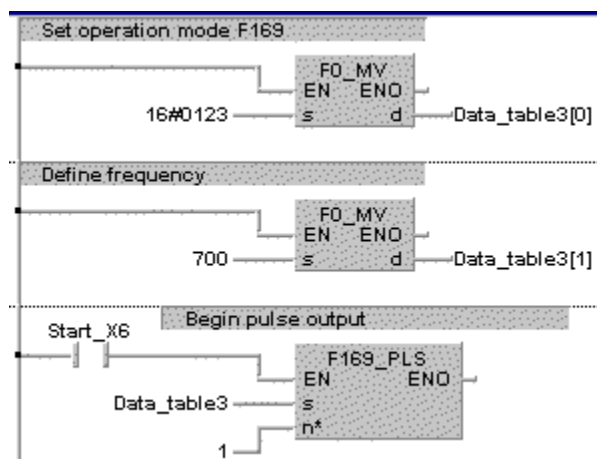 Set operation mode F169
F0_MV
EN ENO
16#0123 s d Data_table3[0]
Define frequency
F0_MV
EN ENO
700 s d Data_table3[1]
Begin pulse output
Start_X6
F169_PLS
EN ENO
Data_table3 s
n*
1